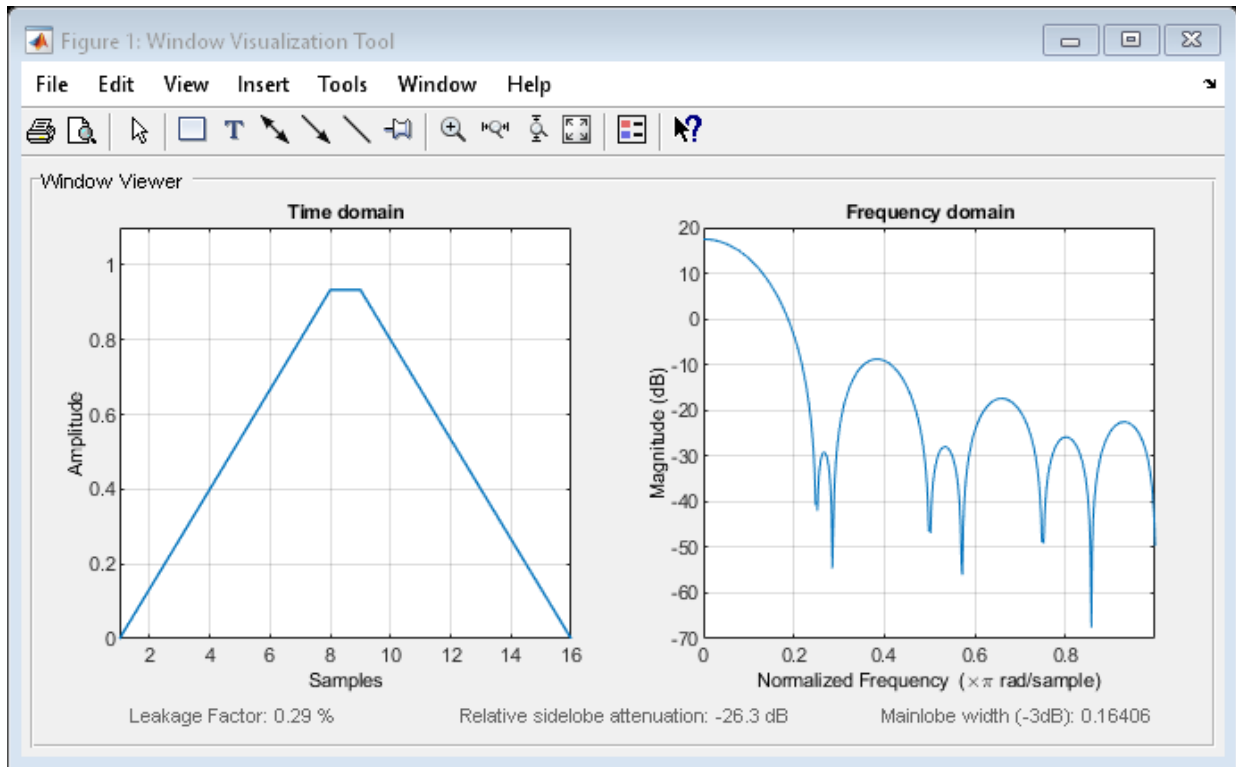 Figure 1: Window Visualization Tool
File Edit View Insert Tools Window Help
T ?
Window Viewer
Time domain
1
0.8
0.6
0.4
0.2
0
Amplitude
2 4 6 8 10 12 14 16
Samples
Frequency domain
20
10
0
-10
-20
-30
-40
-50
-60
-70
Magnitude (dB)
0 0.2 0.4 0.6 0.8
Normalized Frequency (×π rad/sample)
Leakage Factor: 0.29 % Relative sidelobe attenuation: -26.3 dB Mainlobe width (-3dB): 0.16406